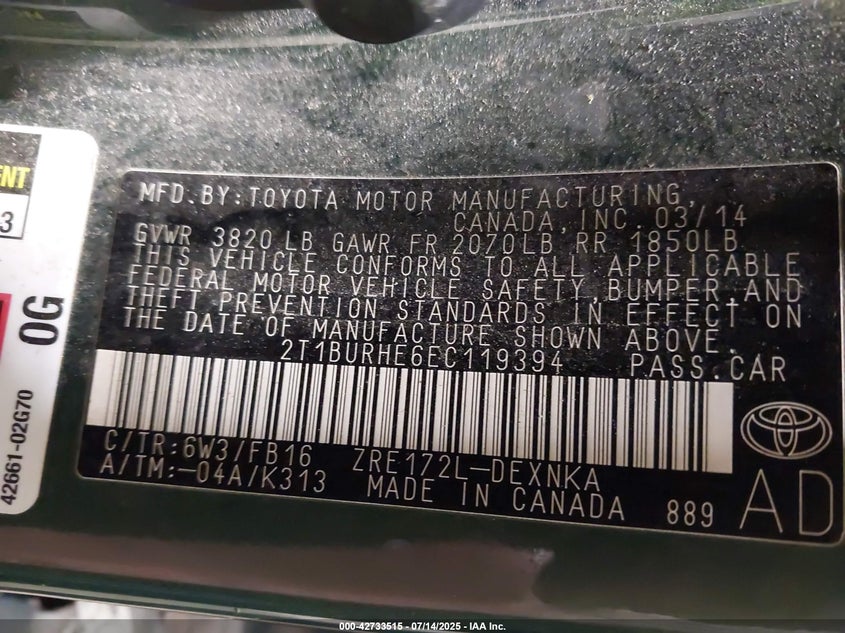 ENT
3
0G
42661-02G70
MFD.BY:TOYOTA MOTOR MANUFACTURING,
CANADA,INC.03/14
GVWR 3820LB GAWR FR 2070LB RR 1850LB
THIS VEHICLE CONFORMS TO ALL APPLICABLE
FEDERAL MOTOR VEHICLE SAFETY,BUMPER,AND
THEFT PREVENTION STANDARDS IN EFFECT ON
THE DATE OF MANUFACTURE SHOWN ABOVE.
2T1BURHE6EC119394 PASS.CAR
C/TR:6W3/FB16 ZRE172L-DEXNKA
A/TM:-04A/K313 MADE IN CANADA 889
AD
000-42733515 - 07/14/2025 - IAA Inc.